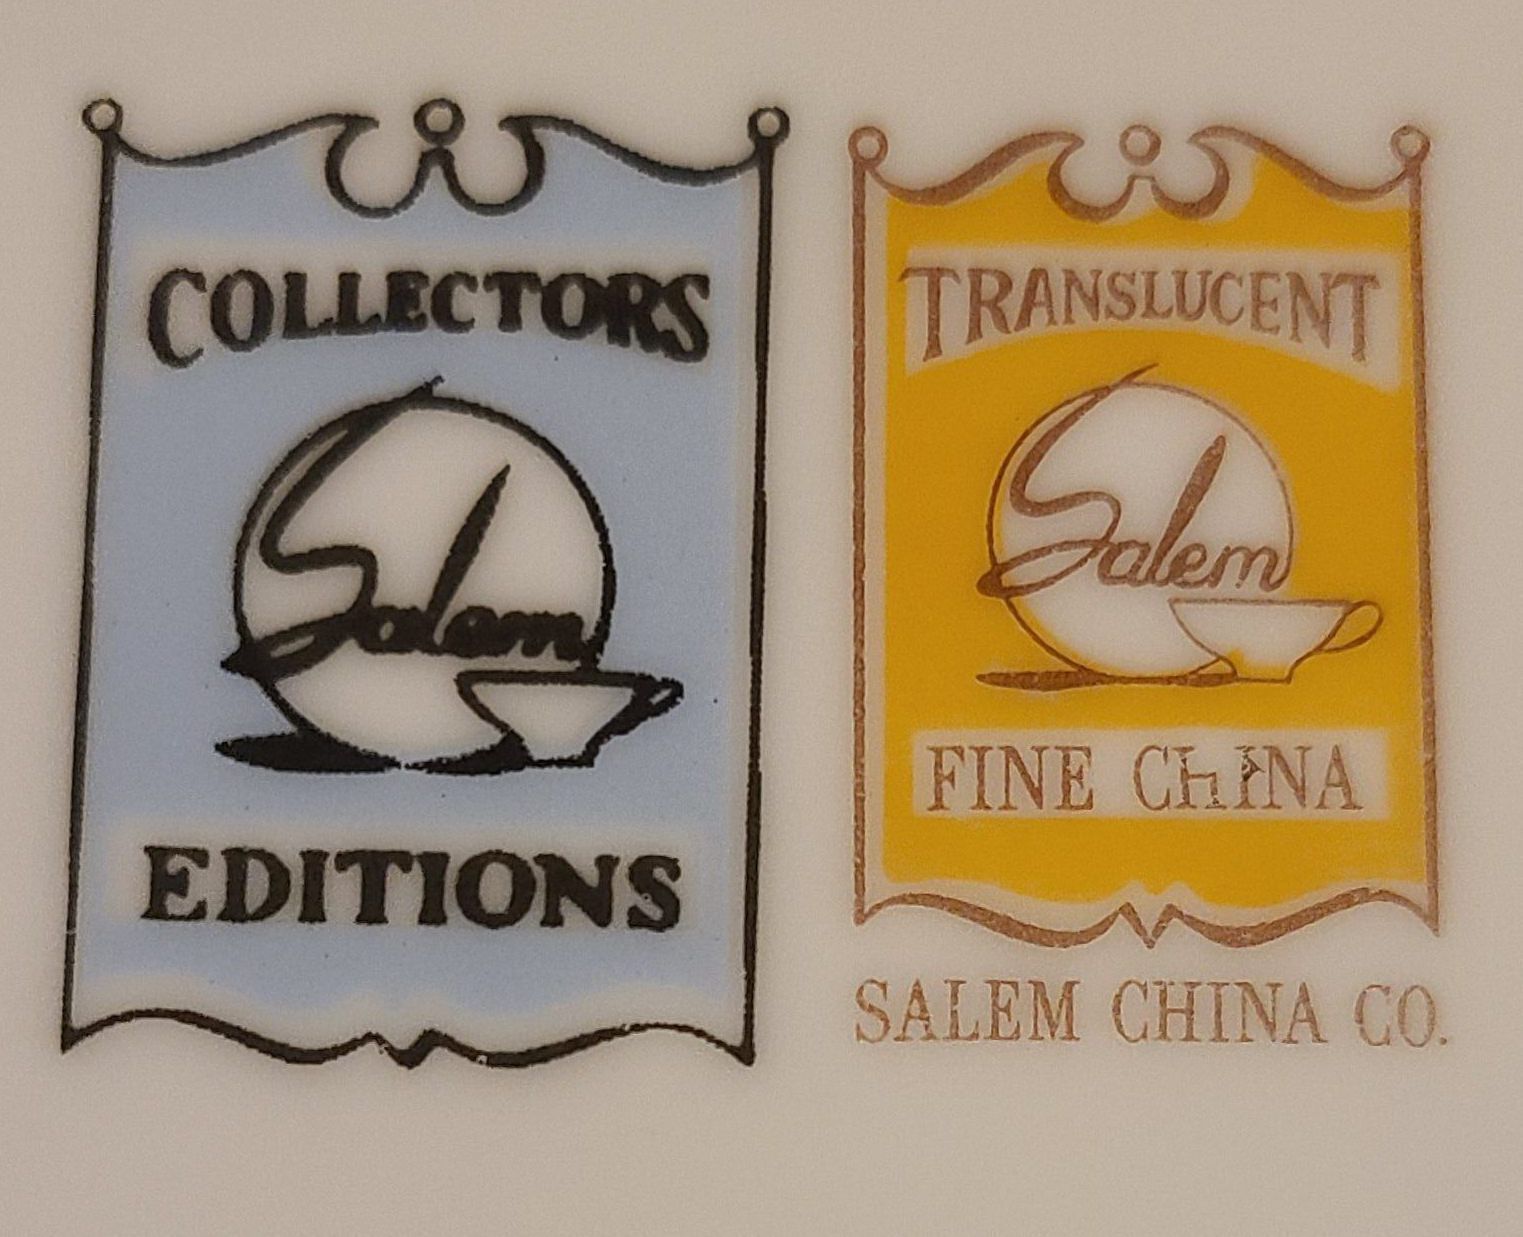 COLLECTORS
Salem
EDITIONS
TRANSLUCENT
Salem
FINE CHINA
SALEM CHINA CO.